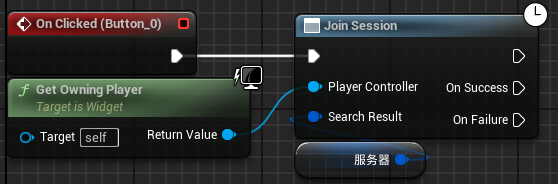 On Clicked (Button_0)
Join Session
Get Owning Player
Target is Widget
Target self
Return Value
Player Controller
On Success
Search Result
On Failure
服务器